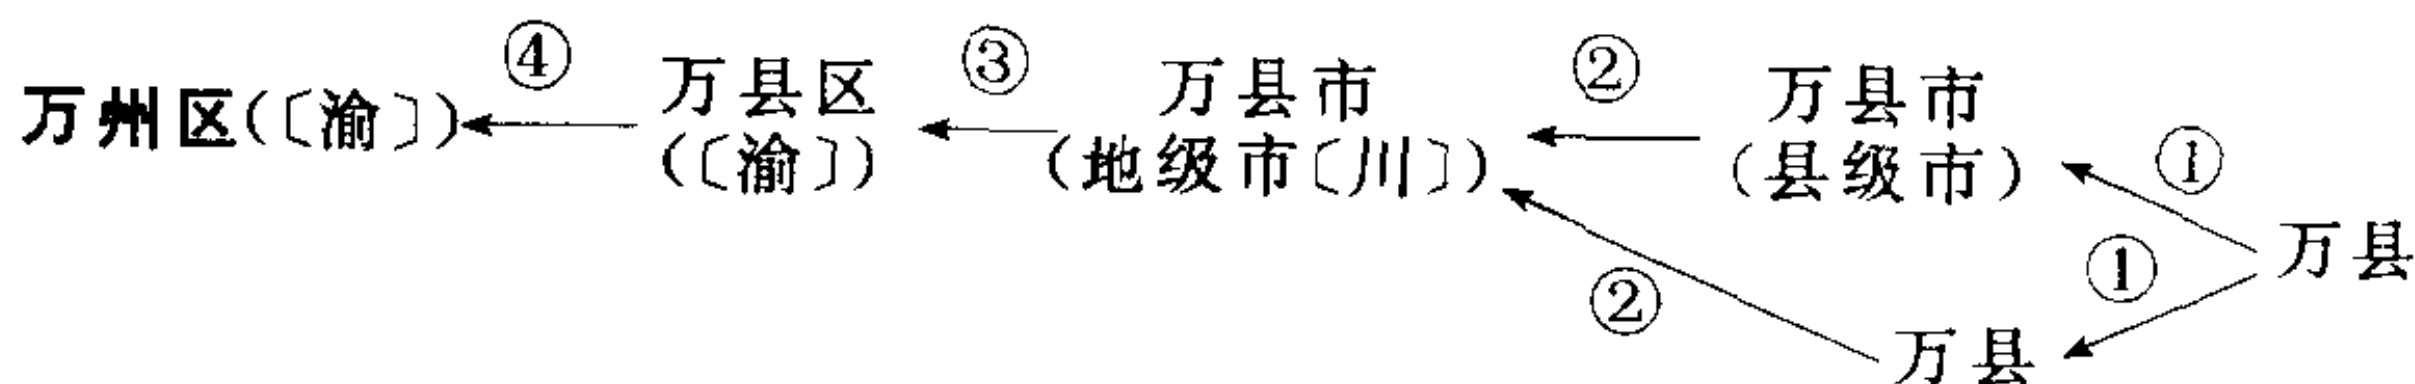 ④ ③ ② ①
万县区 万县市 万县市
万州区(〔渝〕) (〔渝〕) (地级市〔川〕) (县级市)
① 万县
②
万县